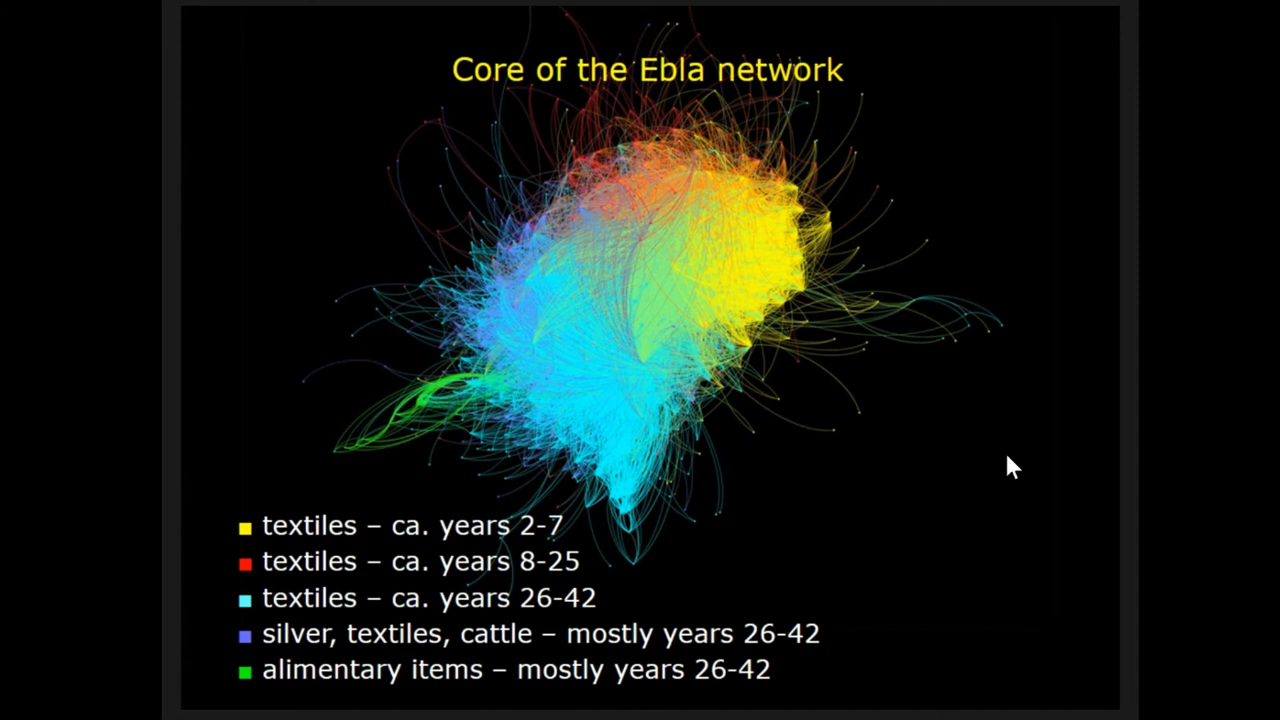 Core of the Ebla network
textiles – ca. years 2-7
textiles – ca. years 8-25
textiles – ca. years 26-42
silver, textiles, cattle – mostly years 26-42
alimentary items – mostly years 26-42